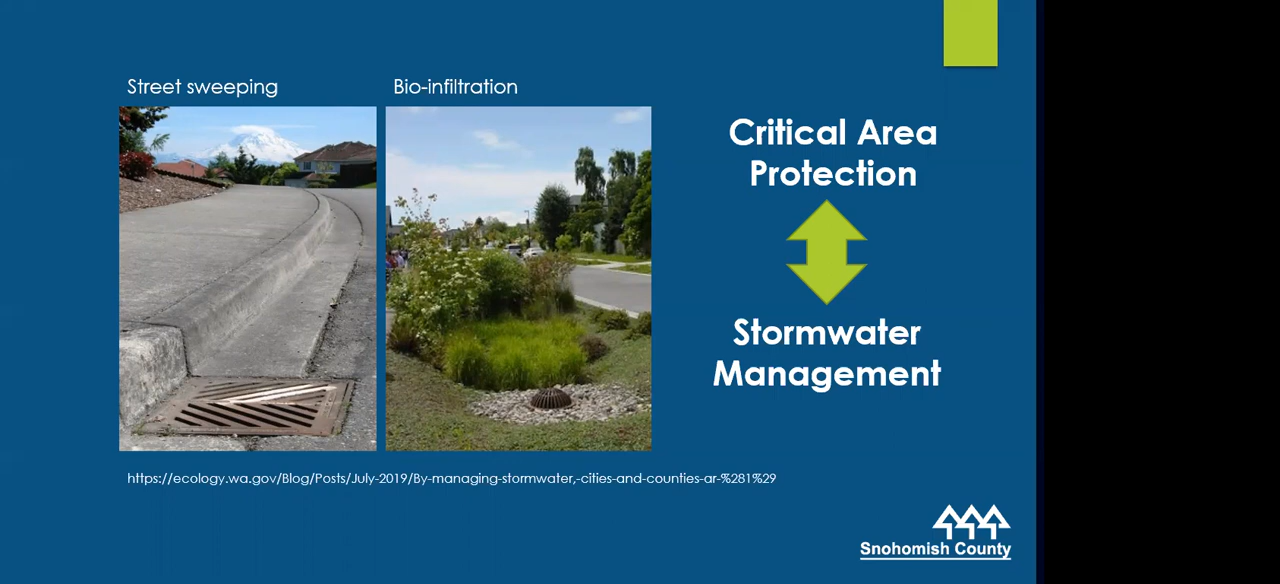 Street sweeping
Bio-infiltration
Critical Area
Protection
Stormwater
Management
https://ecology.wa.gov/Blog/Posts/July-2019/By-managing-stormwater,-cities-and-counties-ar-%281%29
Snohomish County